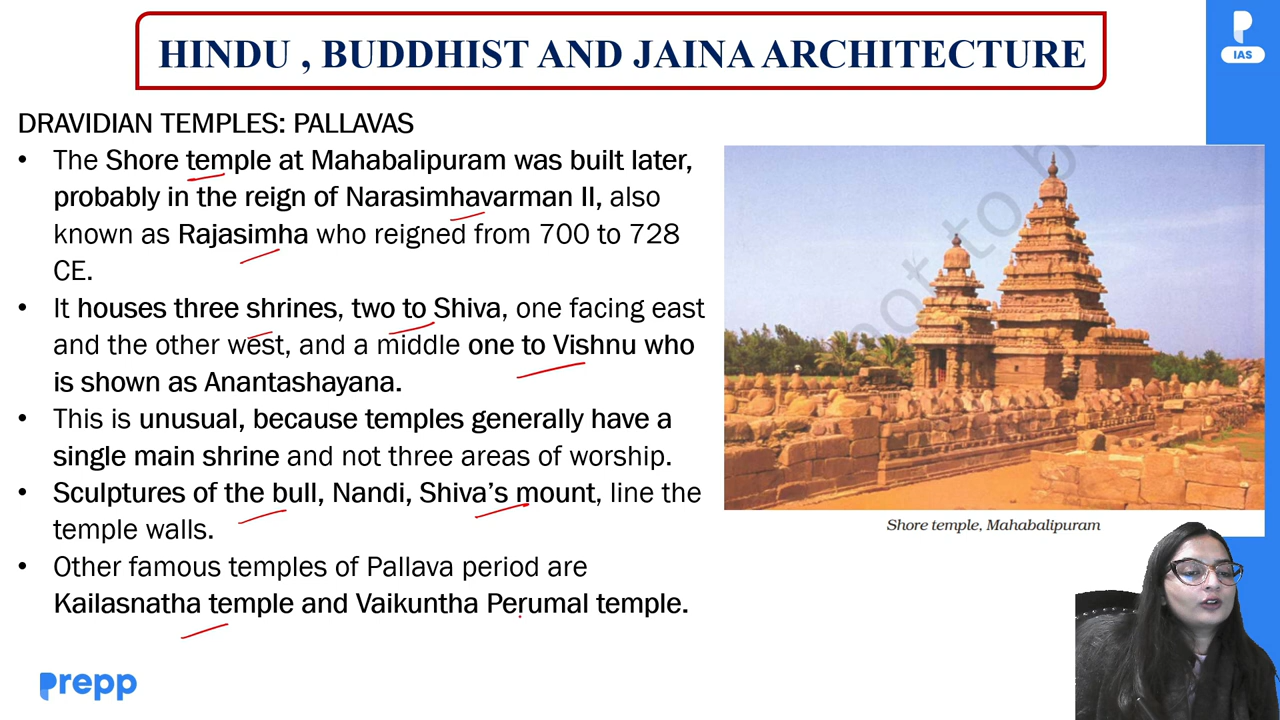 HINDU , BUDDHIST AND JAINA ARCHITECTURE
IAS
DRAVIDIAN TEMPLES: PALLAVAS
• The Shore temple at Mahabalipuram was built later,
probably in the reign of Narasimhavarman II, also
known as Rajasimha who reigned from 700 to 728
CE.
• It houses three shrines, two to Shiva, one facing east
and the other west, and a middle one to Vishnu who
is shown as Anantashayana.
• This is unusual, because temples generally have a
single main shrine and not three areas of worship.
• Sculptures of the bull, Nandi, Shiva's mount, line the
temple walls.
• Other famous temples of Pallava period are
Kailasnatha temple and Vaikuntha Perumal temple.
not to b
Shore temple, Mahabalipuram
prepp